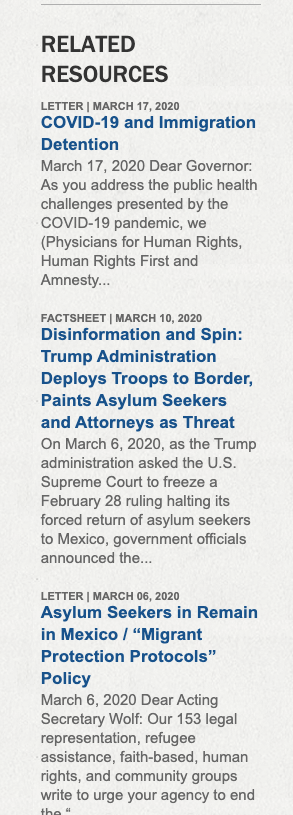 RELATED
RESOURCES
LETTER | MARCH 17, 2020
COVID-19 and Immigration
Detention
March 17, 2020 Dear Governor:
As you address the public health
challenges presented by the
COVID-19 pandemic, we
(Physicians for Human Rights,
Human Rights First and
Amnesty...
FACTSHEET | MARCH 10, 2020
Disinformation and Spin:
Trump Administration
Deploys Troops to Border,
Paints Asylum Seekers
and Attorneys as Threat
On March 6, 2020, as the Trump
administration asked the U.S.
Supreme Court to freeze a
February 28 ruling halting its
forced return of asylum seekers
to Mexico, government officials
announced the...
LETTER | MARCH 06, 2020
Asylum Seekers in Remain
in Mexico / “Migrant
Protection Protocols”
Policy
March 6, 2020 Dear Acting
Secretary Wolf: Our 153 legal
representation, refugee
assistance, faith-based, human
rights, and community groups
write to urge your agency to end
the “